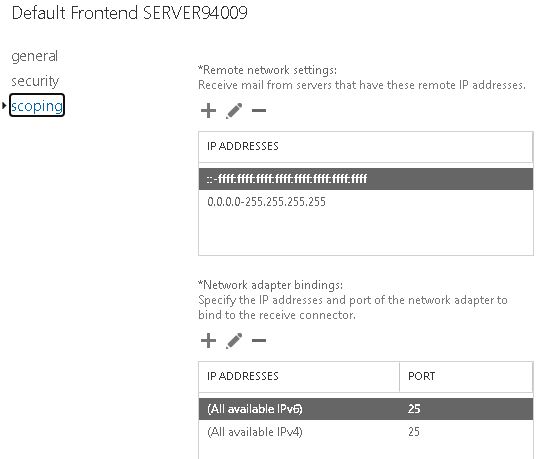 Default Frontend SERVER94009
general
security
scoping
*Remote network settings:
Receive mail from servers that have these remote IP addresses.
IP ADDRESSES
::-ffff:ffff:ffff:ffff:ffff:ffff:ffff:ffff
0.0.0.0-255.255.255.255
*Network adapter bindings:
Specify the IP addresses and port of the network adapter to
bind to the receive connector.
IP ADDRESSES PORT
(All available IPv6) 25
(All available IPv4) 25